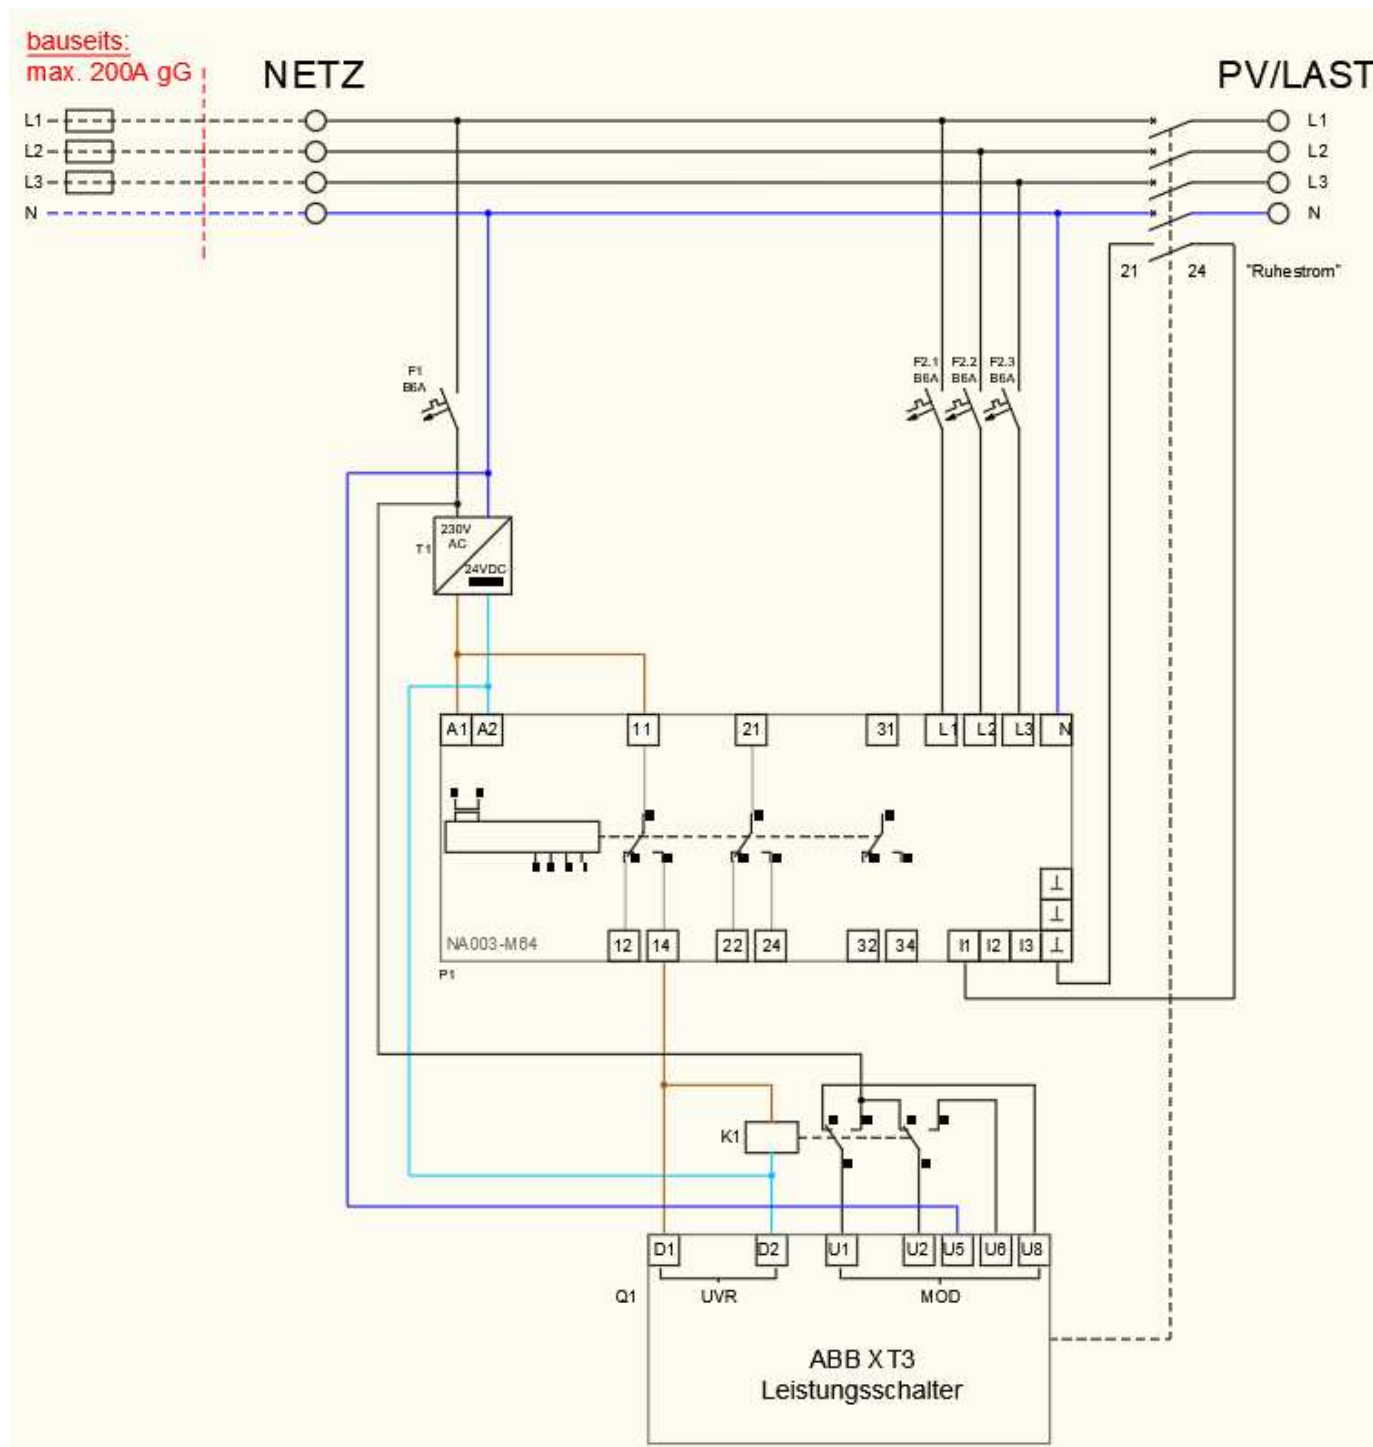 bauseits:
max. 200A gG
NETZ
PV/LAST
L1
L1
L2
L2
L3
L3
N
N
21
24
"Ruhestrom"
F1
B6A
F2.1
F2.2
F2.3
B6A
B6A
B6A
230V
AC
T1
24VDC
A1
A2
11
21
31
L1
L2
L3
N
NA003-M64
12
14
22
24
32
34
I1
I2
I3
P1
K1
D1
D2
U1
U2
U5
U6
U8
Q1
UVR
MOD
ABB XT3
Leistungsschalter